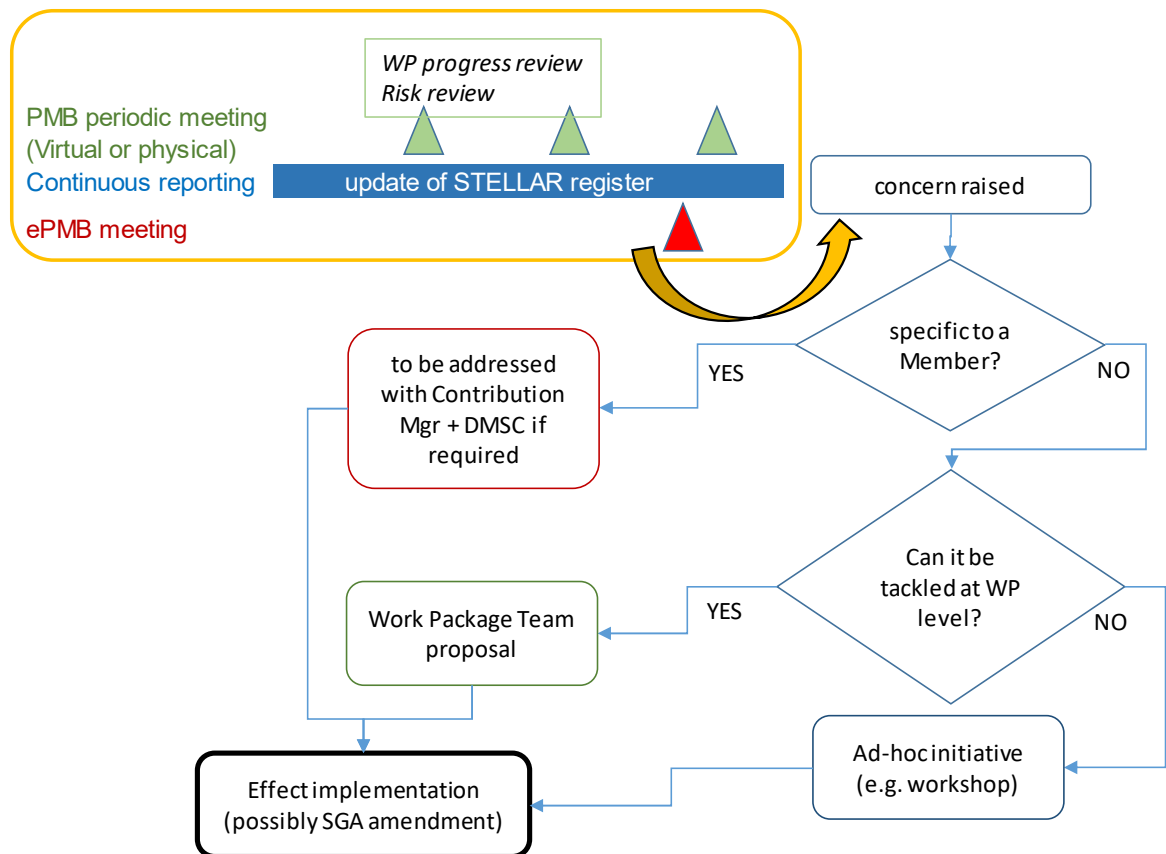 WP progress review
Risk review
PMB periodic meeting
(Virtual or physical)
Continuous reporting
update of STELLAR register
ePMB meeting
concern raised
specific to a
Member?
YES
NO
to be addressed
with Contribution
Mgr + DMSC if
required
Can it be
tackled at WP
level?
YES
NO
Work Package Team
proposal
Ad-hoc initiative
(e.g. workshop)
Effect implementation
(possibly SGA amendment)